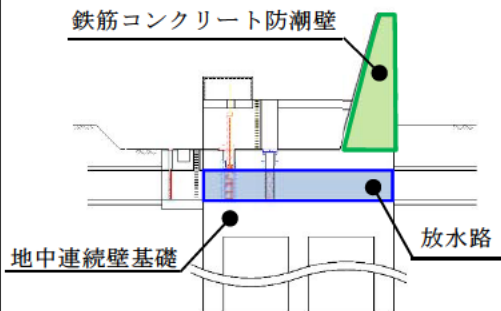 鉄筋コンクリート防潮壁
放水路
地中連続壁基礎